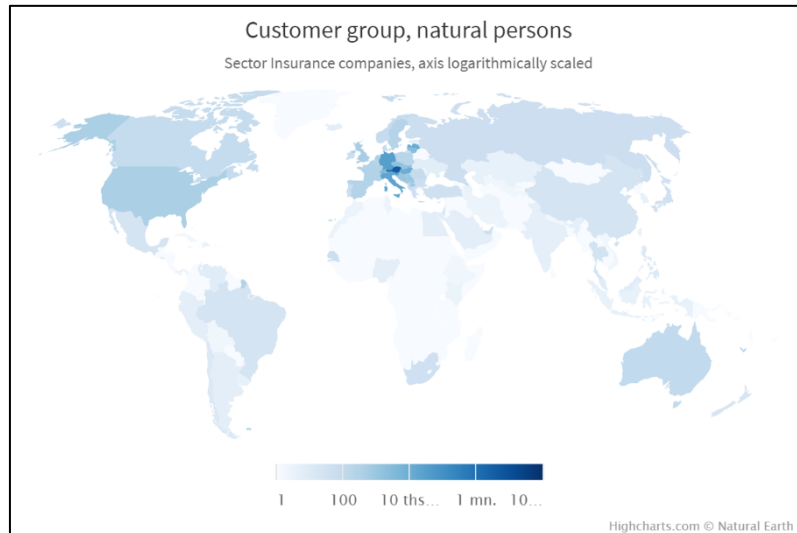 Customer group, natural persons
Sector Insurance companies, axis logarithmically scaled
1 100 10 ths... 1 mn. 10...
Highcharts.com © Natural Earth